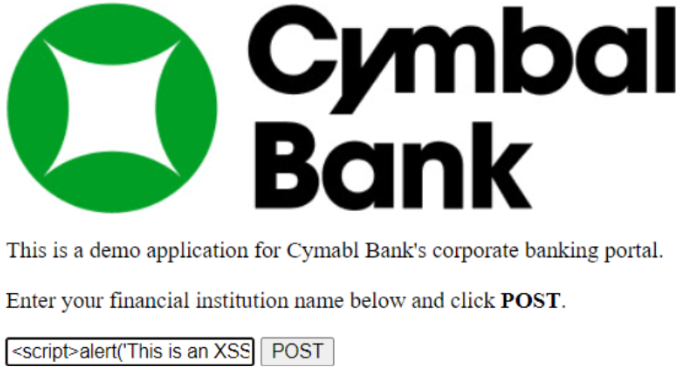 Cymbal
Bank
This is a demo application for Cymabl Bank's corporate banking portal.
Enter your financial institution name below and click POST.
<script>alert('This is an XSS POST